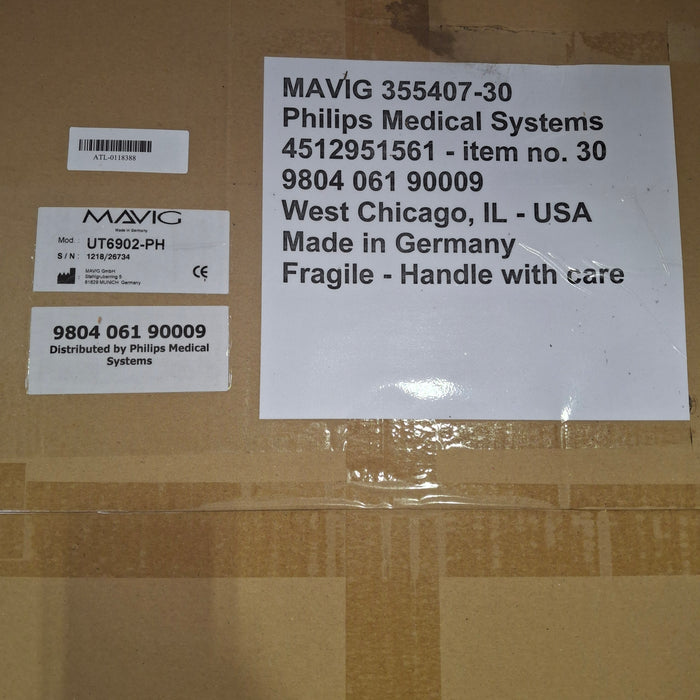 MAVIG 355407-30
Philips Medical Systems
4512951561 - item no. 30
9804 061 90009
West Chicago, IL - USA
Made in Germany
Fragile - Handle with care
ATL-0118388
MAVIG
Made in Germany
Mod.: UT6902-PH
S / N : 1218/26734
MAVIG GmbH
Stahlgruberring 5
81829 MUNICH Germany
CE
9804 061 90009
Distributed by Philips Medical
Systems